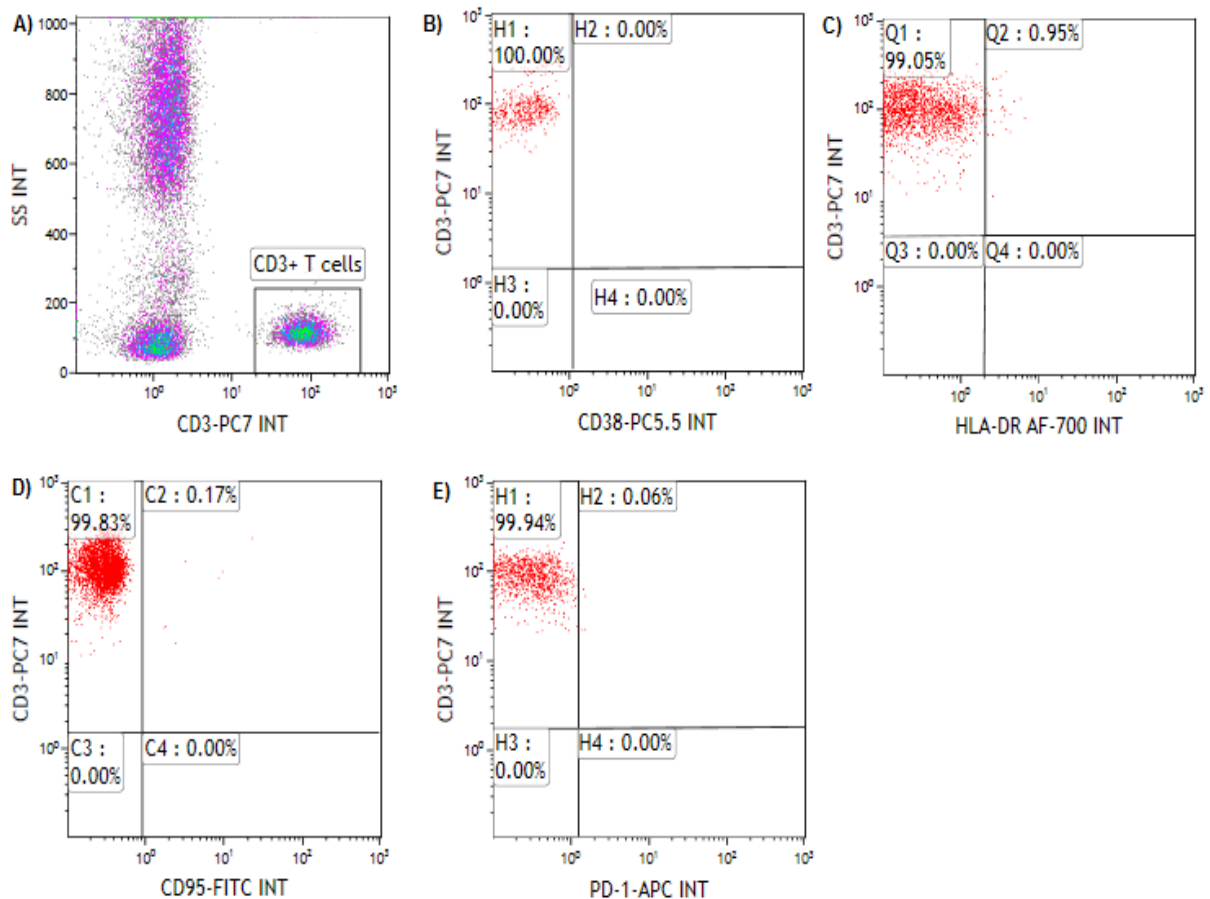 A)
1000
800
600
400
200
0
SS INT
CD3+ T cells
10⁰
10¹
10²
10³
CD3-PC7 INT
B)
10³
10²
10¹
10⁰
CD3-PC7 INT
H1 :
100.00%
H2 : 0.00%
H3 :
0.00%
H4 : 0.00%
10⁰
10¹
10²
10³
CD38-PC5.5 INT
C)
10³
10²
10¹
10⁰
CD3-PC7 INT
Q1 :
99.05%
Q2 : 0.95%
Q3 : 0.00%
Q4 : 0.00%
10⁰
10¹
10²
10³
HLA-DR AF-700 INT
D)
10³
10²
10¹
10⁰
CD3-PC7 INT
C1 :
99.83%
C2 : 0.17%
C3 :
0.00%
C4 : 0.00%
10⁰
10¹
10²
10³
CD95-FITC INT
E)
10³
10²
10¹
10⁰
CD3-PC7 INT
H1 :
99.94%
H2 : 0.06%
H3 :
0.00%
H4 : 0.00%
10⁰
10¹
10²
10³
PD-1-APC INT